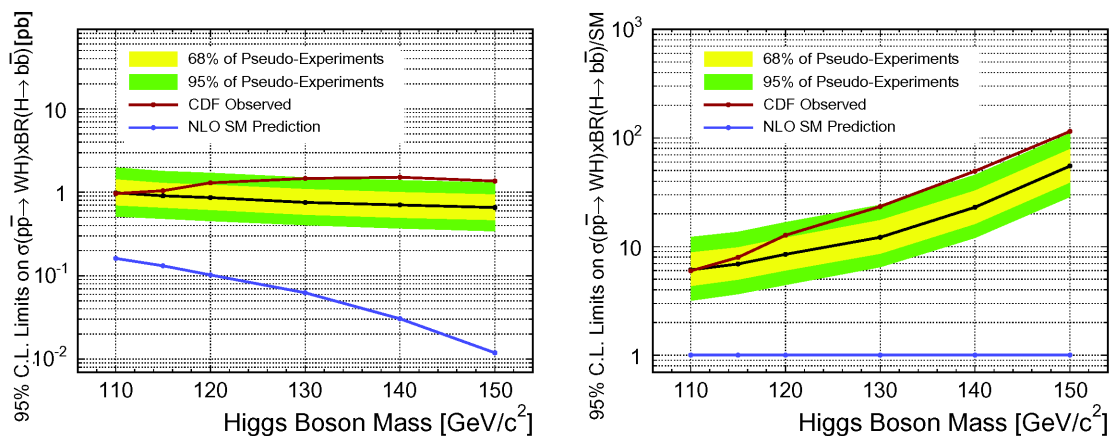 95% C.L. Limits on σ(pp̅→ WH)xBR(H→ bb̅)[pb]
10
1
10⁻¹
10⁻²
68% of Pseudo-Experiments
95% of Pseudo-Experiments
CDF Observed
NLO SM Prediction
110 120 130 140 150
Higgs Boson Mass [GeV/c²]
95% C.L. Limits on σ(pp̅→ WH)xBR(H→ bb̅)/SM
10³
10²
10
1
68% of Pseudo-Experiments
95% of Pseudo-Experiments
CDF Observed
NLO SM Prediction
110 120 130 140 150
Higgs Boson Mass [GeV/c²]